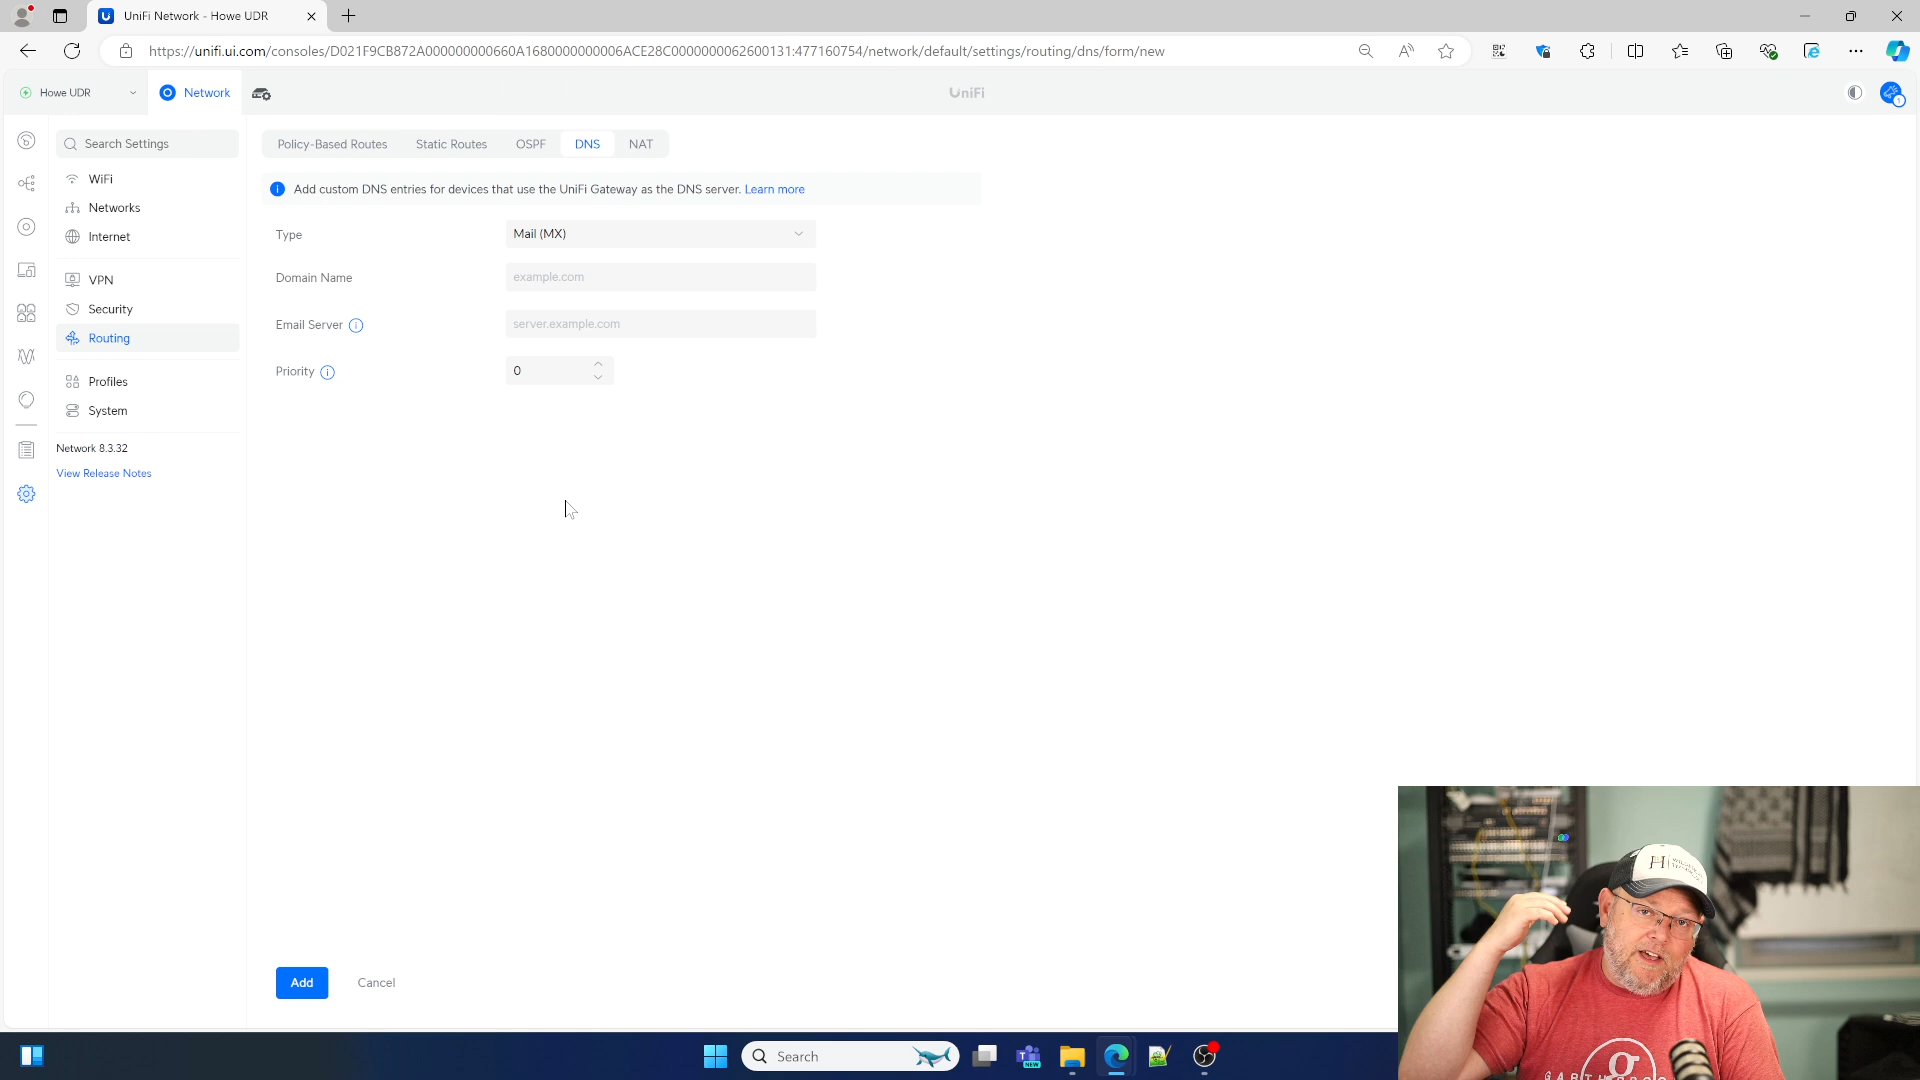 UniFi Network - Howe UDR
https://unifi.ui.com/consoles/D021F9CB872A000000000660A1680000000006ACE28C0000000062600131:477160754/network/default/settings/routing/dns/form/new
Howe UDR
Network
UniFi
1
Search Settings
WiFi
Networks
Internet
VPN
Security
Routing
Profiles
System
Network 8.3.32
View Release Notes
Policy-Based Routes Static Routes OSPF DNS NAT
Add custom DNS entries for devices that use the UniFi Gateway as the DNS server. Learn more
Type Mail (MX)
Domain Name example.com
Email Server server.example.com
Priority 0
Add Cancel
Search
NEW
H